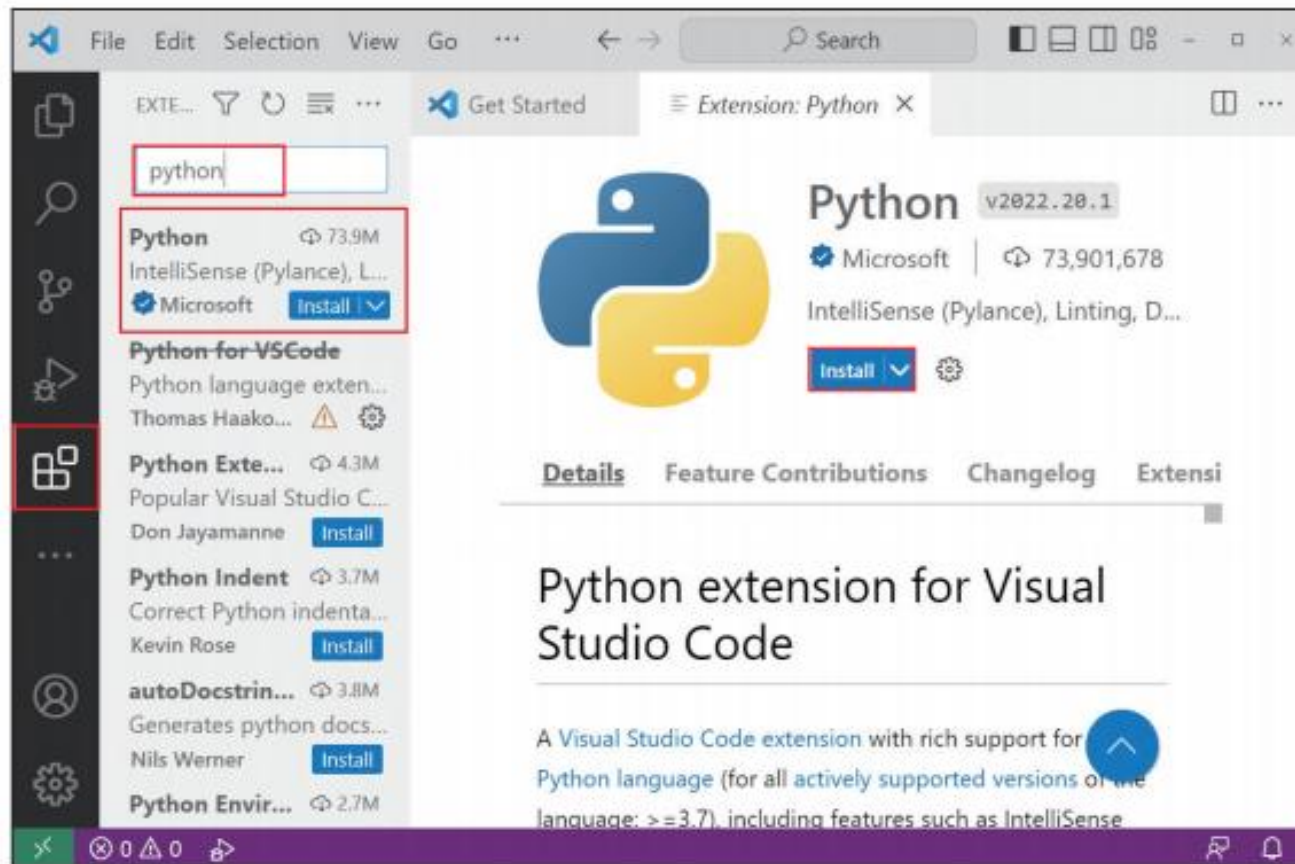 File Edit Selection View Go ··· Search
EXTE...
Get Started
Extension: Python
python
Python 73.9M
IntelliSense (Pylance), L...
Microsoft Install
Python for VSCode
Python language exten...
Thomas Haako...
Python Exte... 4.3M
Popular Visual Studio C...
Don Jayamanne Install
Python Indent 3.7M
Correct Python indenta...
Kevin Rose Install
autoDocstrin... 3.8M
Generates python docs...
Nils Werner Install
Python Envir... 2.7M
Python v2022.20.1
Microsoft | 73,901,678
IntelliSense (Pylance), Linting, D...
Install
Details Feature Contributions Changelog Extensi
Python extension for Visual
Studio Code
A Visual Studio Code extension with rich support for
Python language (for all actively supported versions of the
language: >=3.7), including features such as IntelliSense
0 0